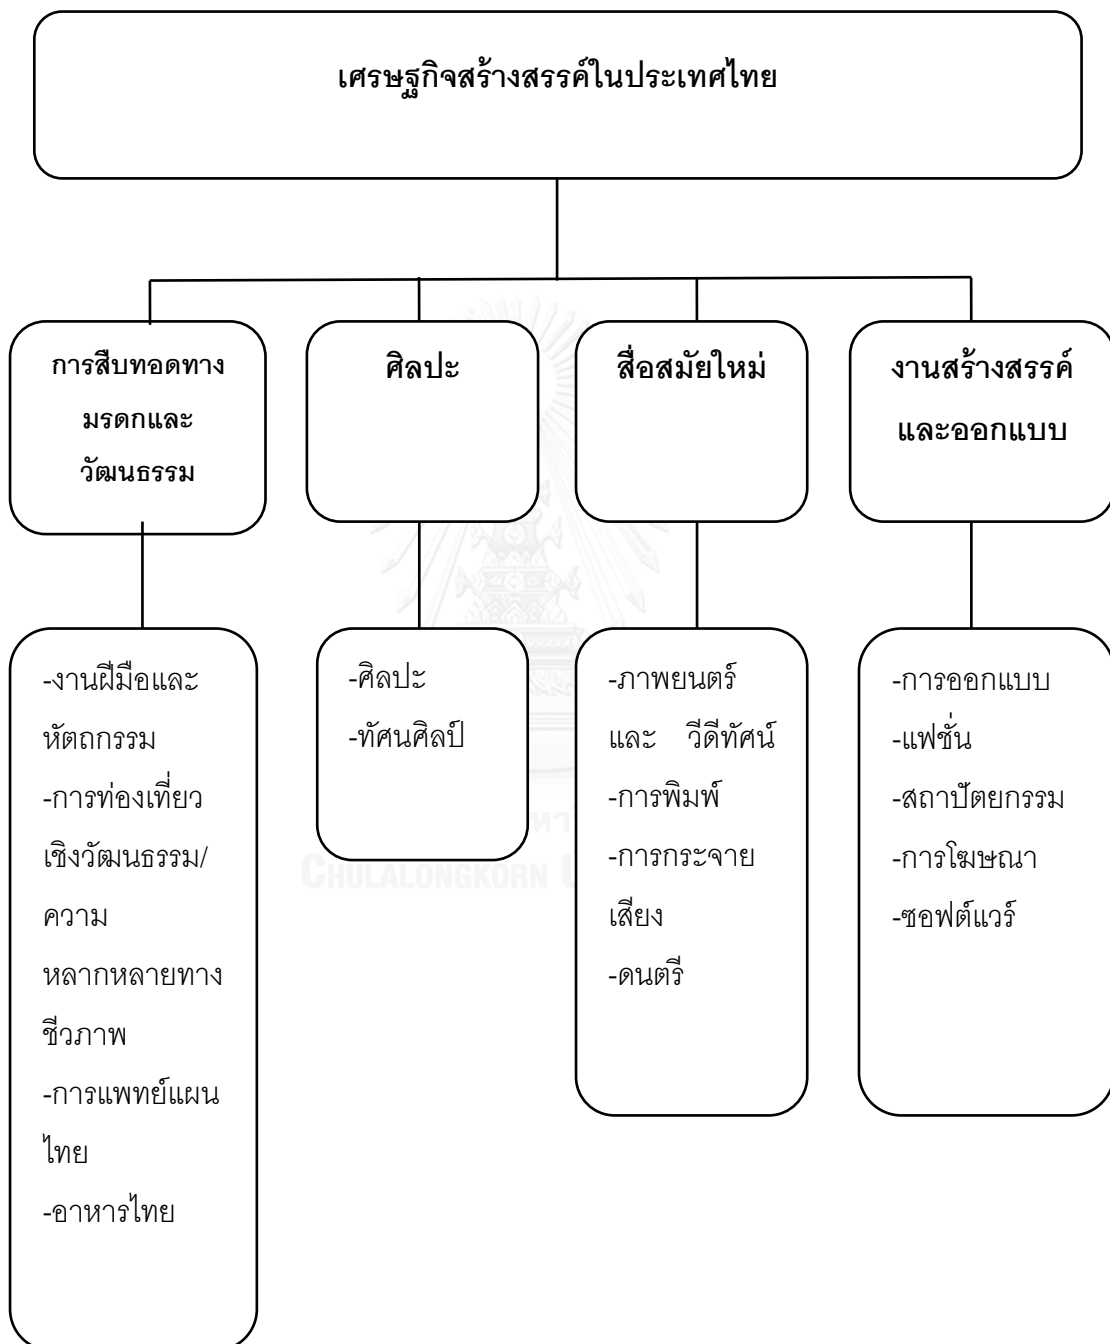 เศรษฐกิจสร้างสรรค์ในประเทศไทย
การสืบทอดทาง
มรดกและ
วัฒนธรรม
ศิลปะ
สื่อสมัยใหม่
งานสร้างสรรค์
และออกแบบ
-งานฝีมือและ
หัตถกรรม
-การท่องเที่ยว
เชิงวัฒนธรรม/
ความ
หลากหลายทาง
ชีวภาพ
-การแพทย์แผน
ไทย
-อาหารไทย
-ศิลปะ
-ทัศนศิลป์
-ภาพยนตร์
และ วีดีทัศน์
-การพิมพ์
-การกระจาย
เสียง
-ดนตรี
-การออกแบบ
-แฟชั่น
-สถาปัตยกรรม
-การโฆษณา
-ซอฟต์แวร์
CHULALONGKORN